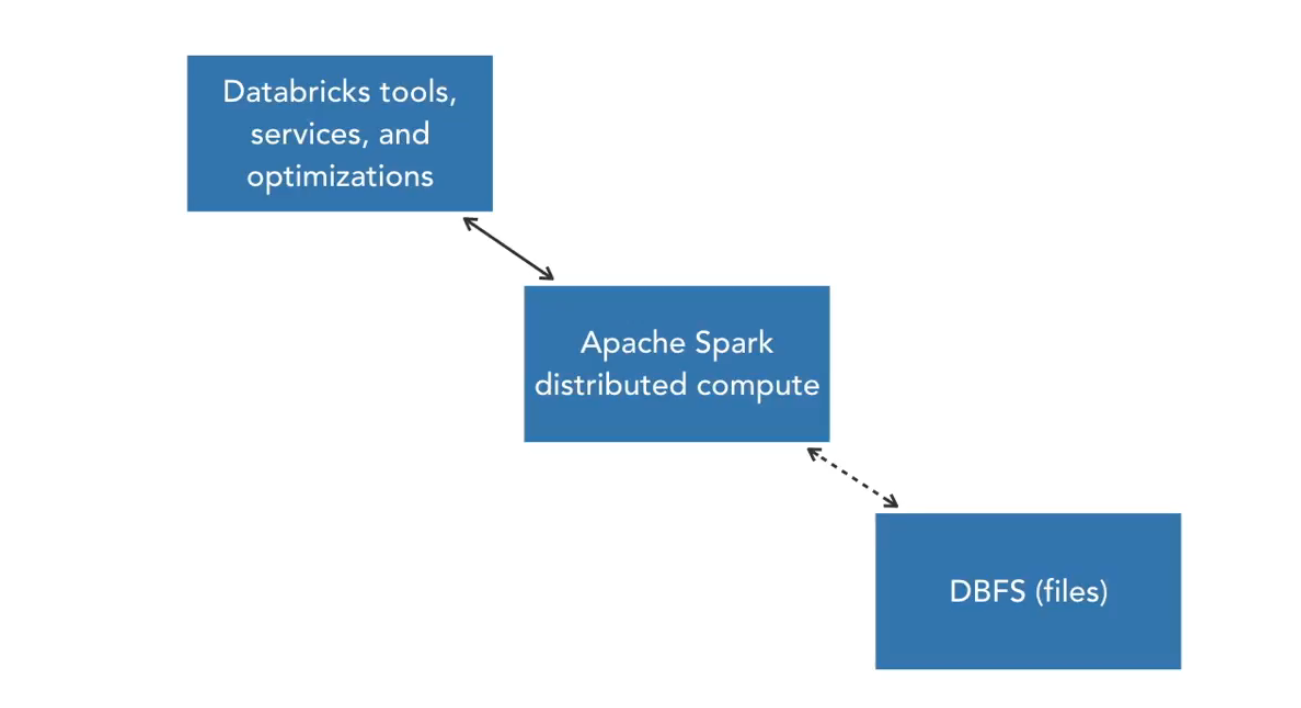 Databricks tools,
services, and
optimizations
Apache Spark
distributed compute
DBFS (files)